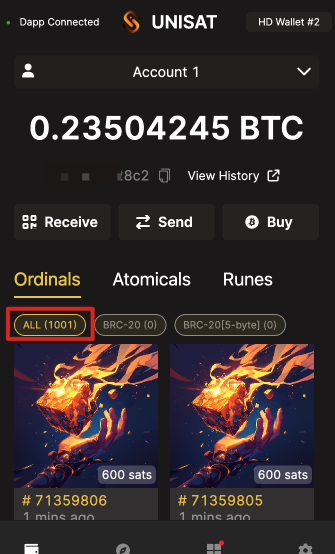 Dapp Connected
UNISAT
HD Wallet #2
Account 1
0.23504245 BTC
8c2
View History
Receive
Send
Buy
Ordinals
Atomicals
Runes
ALL (1001)
BRC-20 (0)
BRC-20[5-byte] (0)
600 sats
600 sats
# 71359806
# 71359805
1 mins ago
1 mins ago